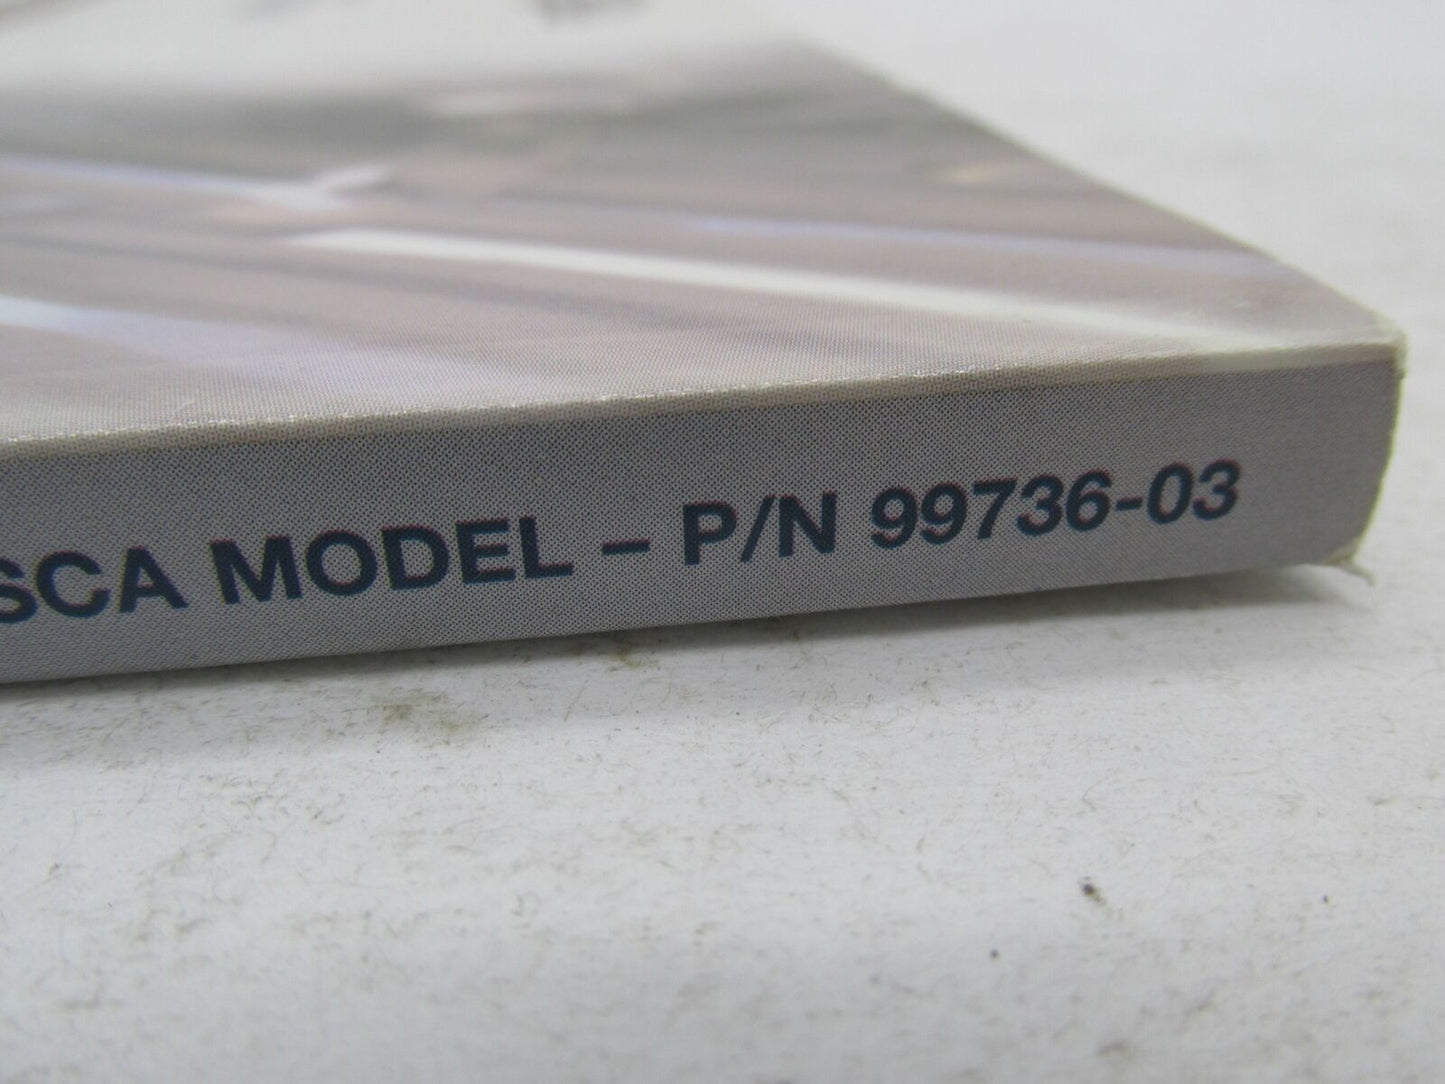 SCA MODEL – P/N 99736-03